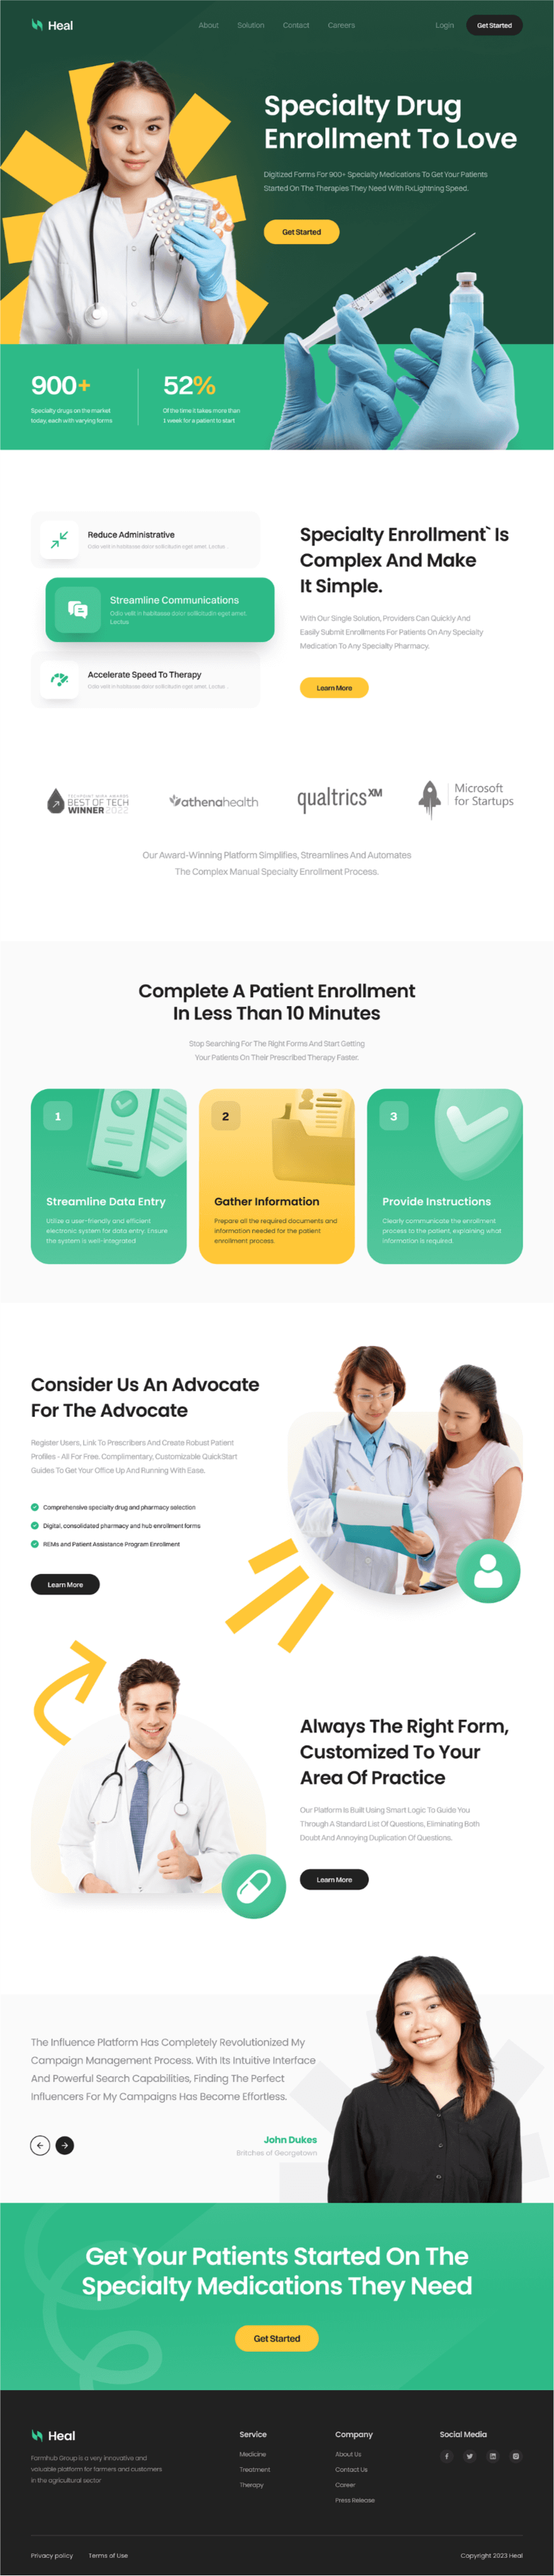 Heal
About
Solution
Contact
Careers
Login
Get Started
Specialty Drug
Enrollment To Love
Digitized Forms For 900+ Specialty Medications To Get Your Patients
Started On The Therapies They Need With RxLightning Speed.
Get Started
900+
Specialty drugs on the market
today, each with varying forms
52%
Of the time it takes more than
1 week for a patient to start
Reduce Administrative
Odio velit in habitasse dolor sollicitudin eget amet. Lectus
Streamline Communications
Odio velit in habitasse dolor sollicitudin eget amet.
Lectus
Accelerate Speed To Therapy
Odio velit in habitasse dolor sollicitudin eget amet. Lectus
Specialty Enrollment` Is
Complex And Make
It Simple.
With Our Single Solution, Providers Can Quickly And
Easily Submit Enrollments For Patients On Any Specialty
Medication To Any Specialty Pharmacy.
Learn More
TECHPOINT MIRA AWARDS
BEST OF TECH
WINNER 2022
athenahealth
qualtrics XM
Microsoft
for Startups
Our Award-Winning Platform Simplifies, Streamlines And Automates
The Complex Manual Specialty Enrollment Process.
Complete A Patient Enrollment
In Less Than 10 Minutes
Stop Searching For The Right Forms And Start Getting
Your Patients On Their Prescribed Therapy Faster.
1
Streamline Data Entry
Utilise a user-friendly and efficient
electronic system for data entry. Ensure
the system is well-integrated
2
Gather Information
Prepare all the required documents and
information needed for the patient
enrollment process
3
Provide Instructions
Clearly communicate the enrollment
process to the patient, explaining what
information is required.
Consider Us An Advocate
For The Advocate
Register Users, Link To Prescribers And Create Robust Patient
Profiles - All For Free. Complimentary, Customizable QuickStart
Guides To Get Your Office Up And Running With Ease.
Comprehensive specialty drug and pharmacy selection
Digital, consolidated pharmacy and hub enrollment forms
REMs and Patient Assistance Program Enrollment
Learn More
Always The Right Form,
Customized To Your
Area Of Practice
Our Platform Is Built Using Smart Logic To Guide You
Through A Standard List Of Questions, Eliminating Both
Doubt And Annoying Duplication Of Questions.
Learn More
The Influence Platform Has Completely Revolutionized My
Campaign Management Process. With Its Intuitive Interface
And Powerful Search Capabilities, Finding The Perfect
Influencers For My Campaigns Has Become Effortless.
John Dukes
Britches of Georgetown
Get Your Patients Started On The
Specialty Medications They Need
Get Started
Heal
Farmhub Group is a very innovative and
valuable platform for farmers and customers
in the agricultural sector
Service
Medicine
Treatment
Therapy
Company
About Us
Contact Us
Career
Press Release
Social Media
Privacy policy
Terms of Use
Copyright 2023 Heal